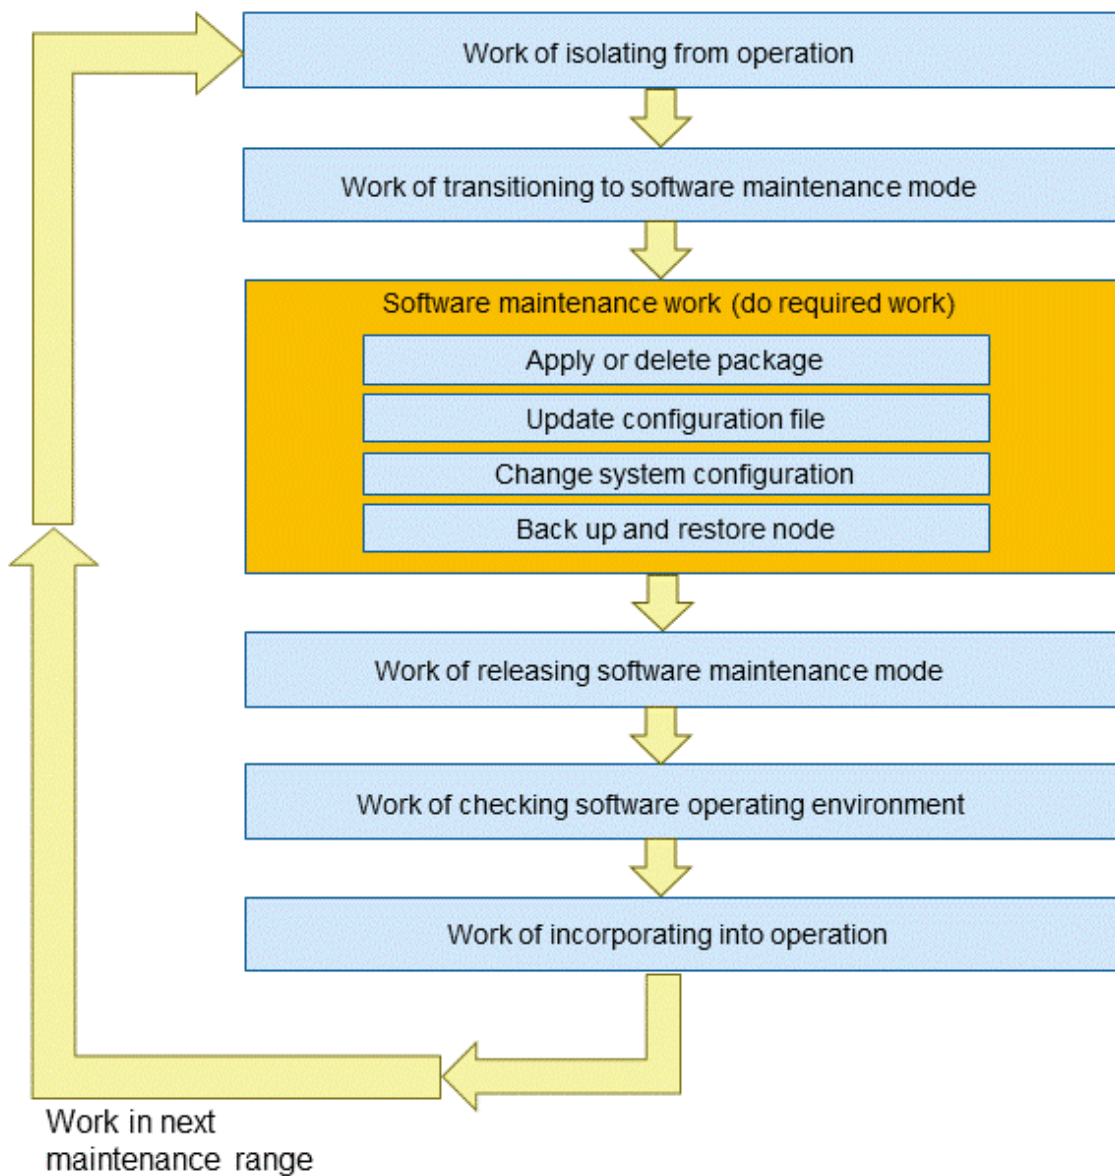 Work of isolating from operation
Work of transitioning to software maintenance mode
Software maintenance work (do required work)
Apply or delete package
Update configuration file
Change system configuration
Back up and restore node
Work of releasing software maintenance mode
Work of checking software operating environment
Work of incorporating into operation
Work in next
maintenance range